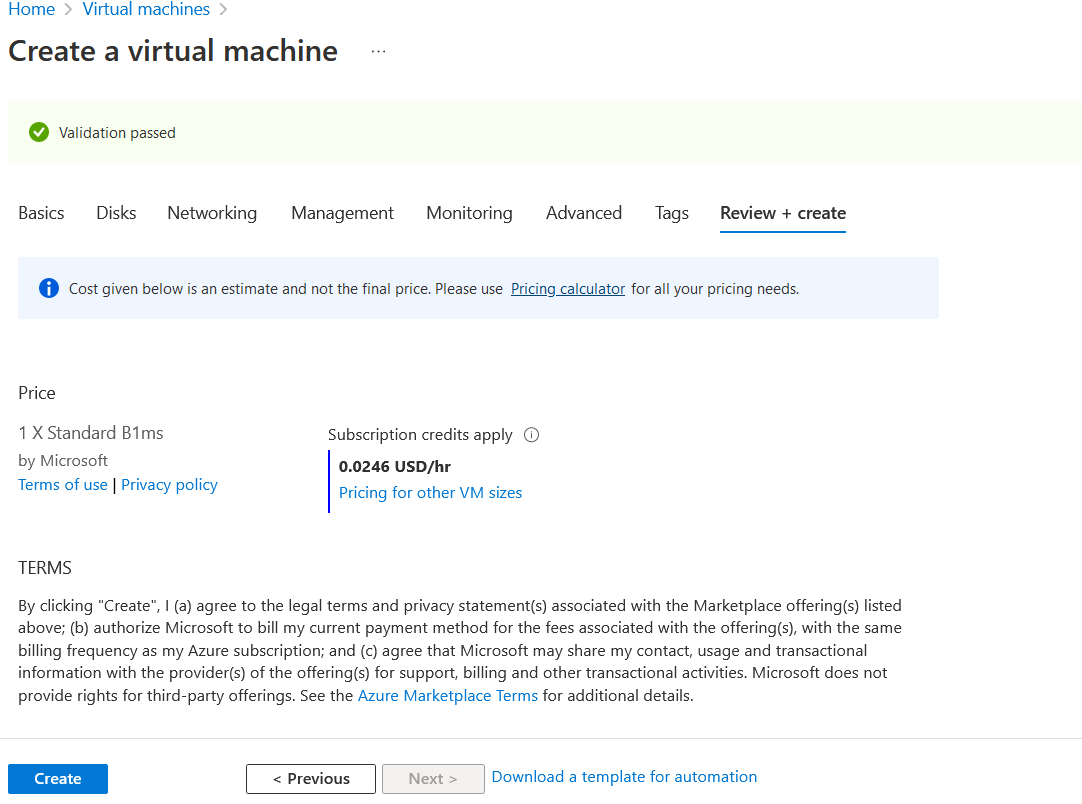 Home > Virtual machines >
Create a virtual machine ...
Validation passed
Basics Disks Networking Management Monitoring Advanced Tags Review + create
Cost given below is an estimate and not the final price. Please use Pricing calculator for all your pricing needs.
Price
1 X Standard B1ms
by Microsoft
Terms of use | Privacy policy
Subscription credits apply
0.0246 USD/hr
Pricing for other VM sizes
TERMS
By clicking "Create", I (a) agree to the legal terms and privacy statement(s) associated with the Marketplace offering(s) listed
above; (b) authorize Microsoft to bill my current payment method for the fees associated with the offering(s), with the same
billing frequency as my Azure subscription; and (c) agree that Microsoft may share my contact, usage and transactional
information with the provider(s) of the offering(s) for support, billing and other transactional activities. Microsoft does not
provide rights for third-party offerings. See the Azure Marketplace Terms for additional details.
Create < Previous Next > Download a template for automation